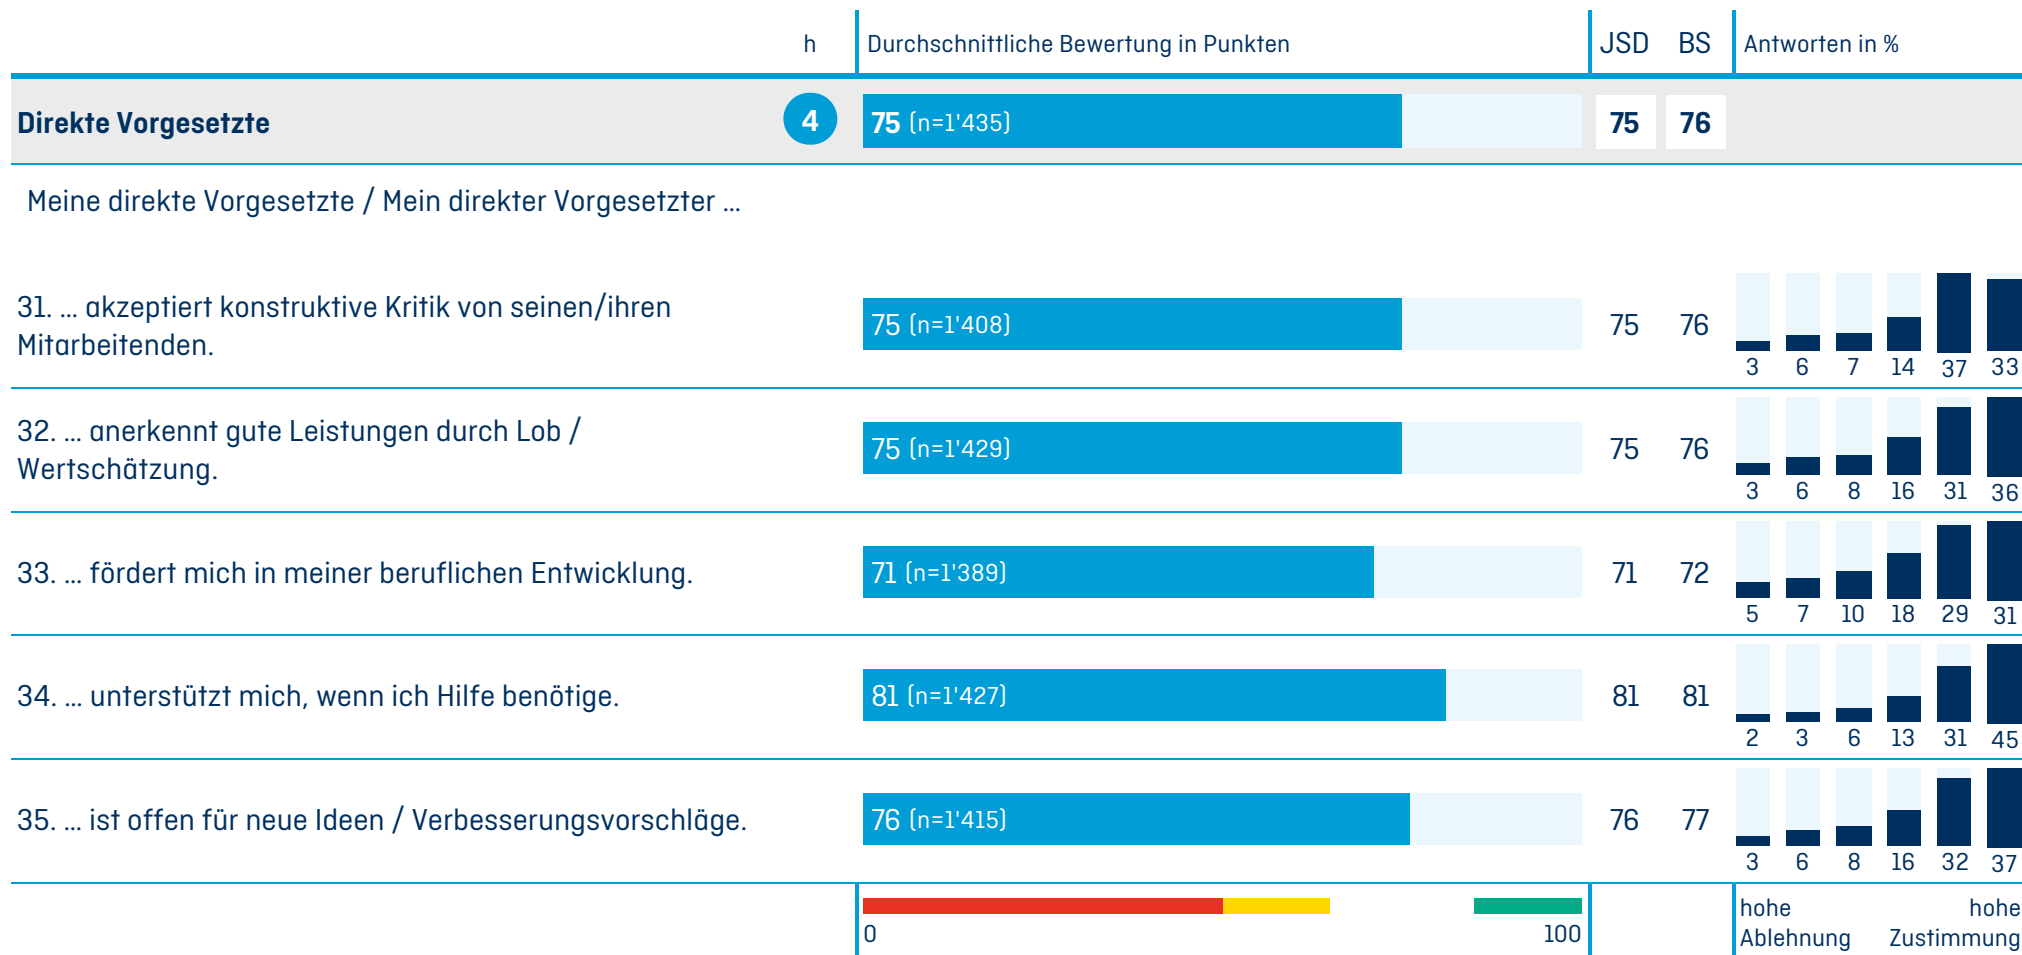 h Durchschnittliche Bewertung in Punkten JSD BS Antworten in %
Direkte Vorgesetzte 4 75 (n=1'435) 75 76
Meine direkte Vorgesetzte / Mein direkter Vorgesetzter ...
31. ... akzeptiert konstruktive Kritik von seinen/ihren
Mitarbeitenden.
75 (n=1'408) 75 76
3 6 7 14 37 33
32. ... anerkennt gute Leistungen durch Lob /
Wertschätzung.
75 (n=1'429) 75 76
3 6 8 16 31 36
33. ... fördert mich in meiner beruflichen Entwicklung. 71 (n=1'389) 71 72
5 7 10 18 29 31
34. ... unterstützt mich, wenn ich Hilfe benötige. 81 (n=1'427) 81 81
2 3 6 13 31 45
35. ... ist offen für neue Ideen / Verbesserungsvorschläge. 76 (n=1'415) 76 77
3 6 8 16 32 37
0 100
hohe Ablehnung
hohe Zustimmung